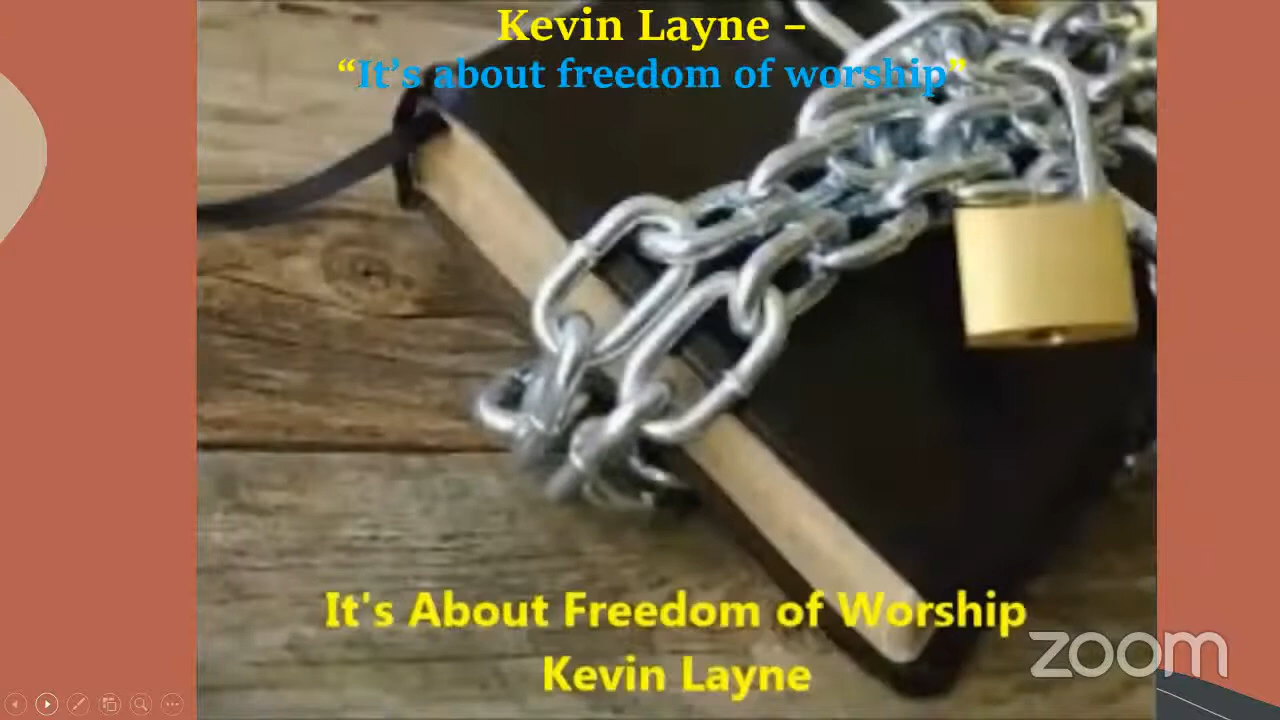 Kevin Layne –
“It’s about freedom of worship”
It's About Freedom of Worship
Kevin Layne
zoom